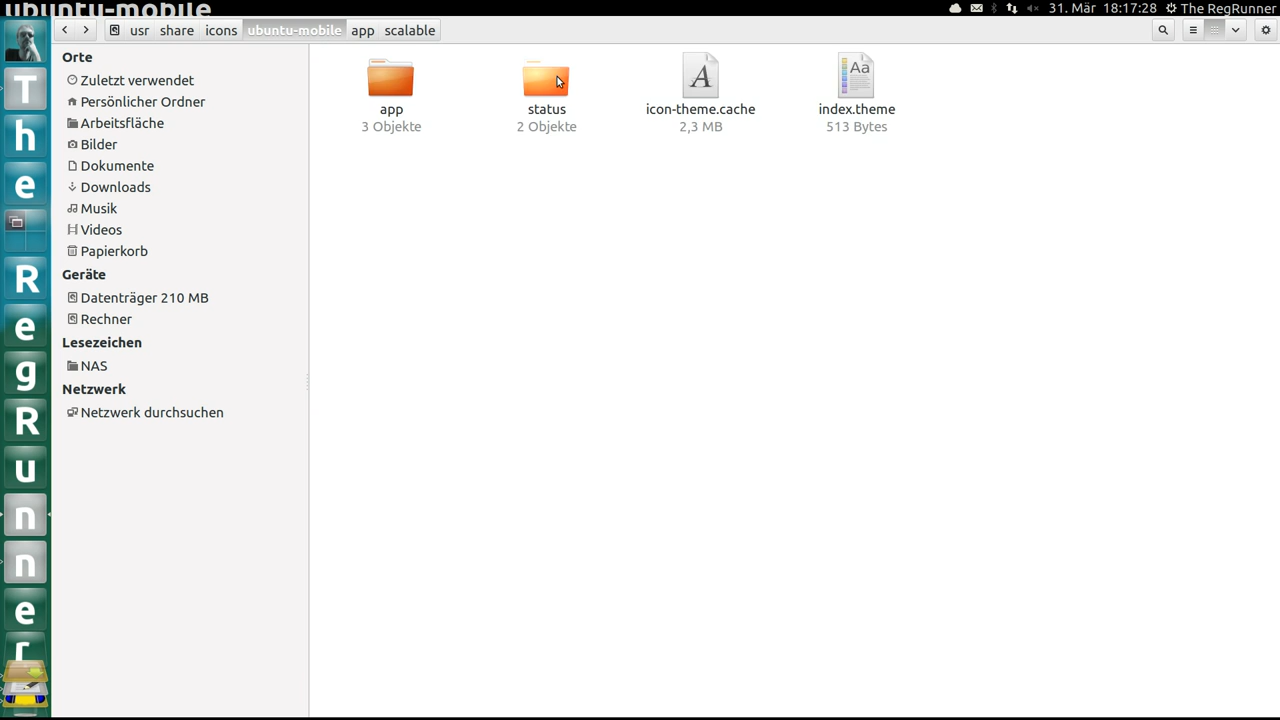 ubuntu-mobile
31. Mär 18:17:28 The RegRunner
usr share icons ubuntu-mobile app scalable
T
h
e
R
e
g
R
u
n
n
e
r
Orte
Zuletzt verwendet
Persönlicher Ordner
Arbeitsfläche
Bilder
Dokumente
Downloads
Musik
Videos
Papierkorb
Geräte
Datenträger 210 MB
Rechner
Lesezeichen
NAS
Netzwerk
Netzwerk durchsuchen
app
3 Objekte
status
2 Objekte
A
icon-theme.cache
2,3 MB
Aa
index.theme
513 Bytes